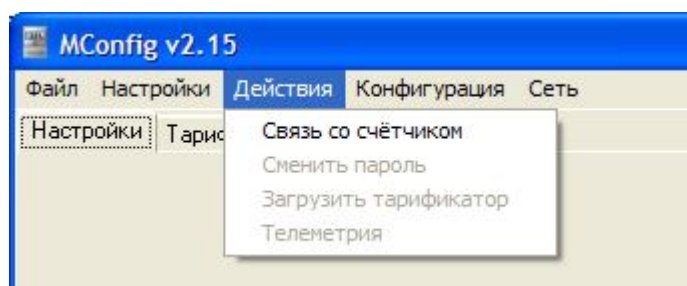 MConfig v2.15
Файл Настройки Действия Конфигурация Сеть
Настройки
Связь со счётчиком
Сменить пароль
Загрузить тарификатор
Телеметрия